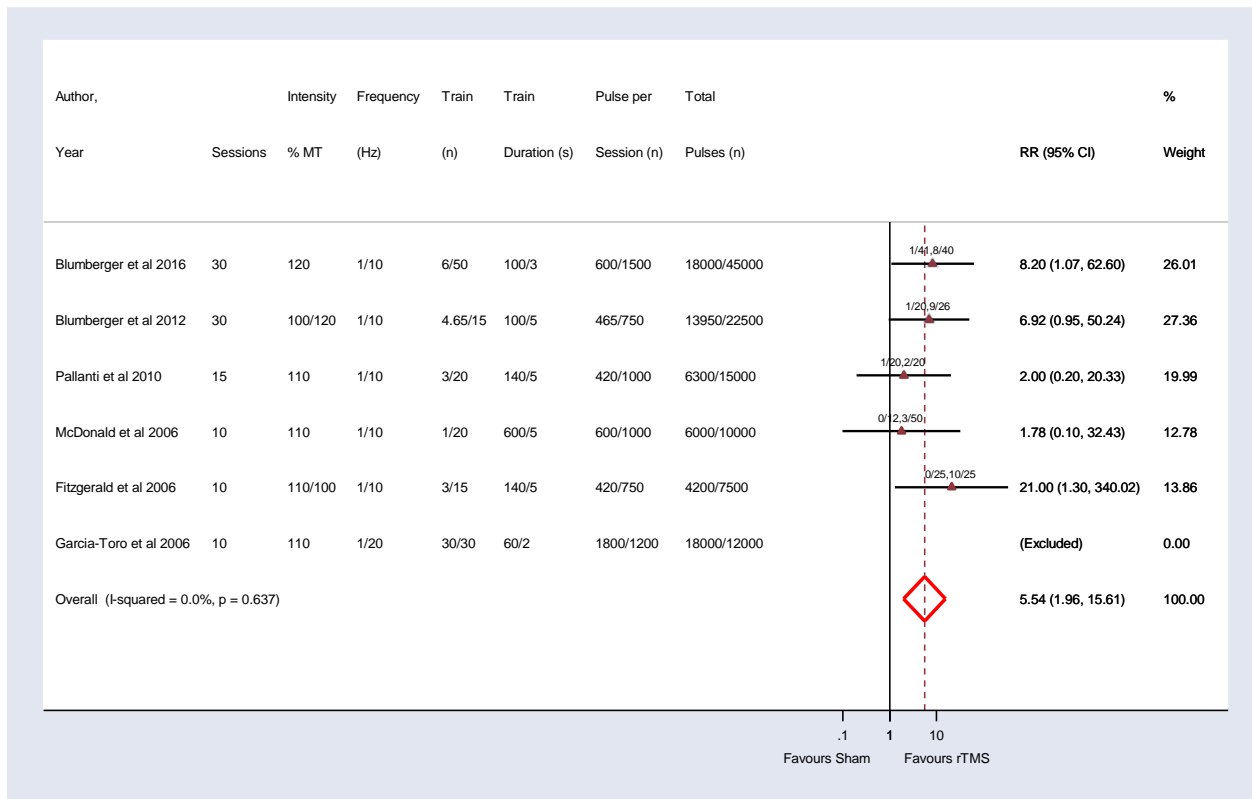 Author, Intensity Frequency Train Train Pulse per Total %
Year Sessions % MT (Hz) (n) Duration (s) Session (n) Pulses (n) RR (95% CI) Weight
1/41,8/40
Blumberger et al 2016 30 120 1/10 6/50 100/3 600/1500 18000/45000 8.20 (1.07, 62.60) 26.01
1/20,9/26
Blumberger et al 2012 30 100/120 1/10 4.65/15 100/5 465/750 13950/22500 6.92 (0.95, 50.24) 27.36
1/20,2/20
Pallanti et al 2010 15 110 1/10 3/20 140/5 420/1000 6300/15000 2.00 (0.20, 20.33) 19.99
0/12,3/50
McDonald et al 2006 10 110 1/10 1/20 600/5 600/1000 6000/10000 1.78 (0.10, 32.43) 12.78
0/25,10/25
Fitzgerald et al 2006 10 110/100 1/10 3/15 140/5 420/750 4200/7500 21.00 (1.30, 340.02) 13.86
Garcia-Toro et al 2006 10 110 1/20 30/30 60/2 1800/1200 18000/12000 (Excluded) 0.00
Overall (I-squared = 0.0%, p = 0.637) 5.54 (1.96, 15.61) 100.00
.1 1 10
Favours Sham Favours rTMS